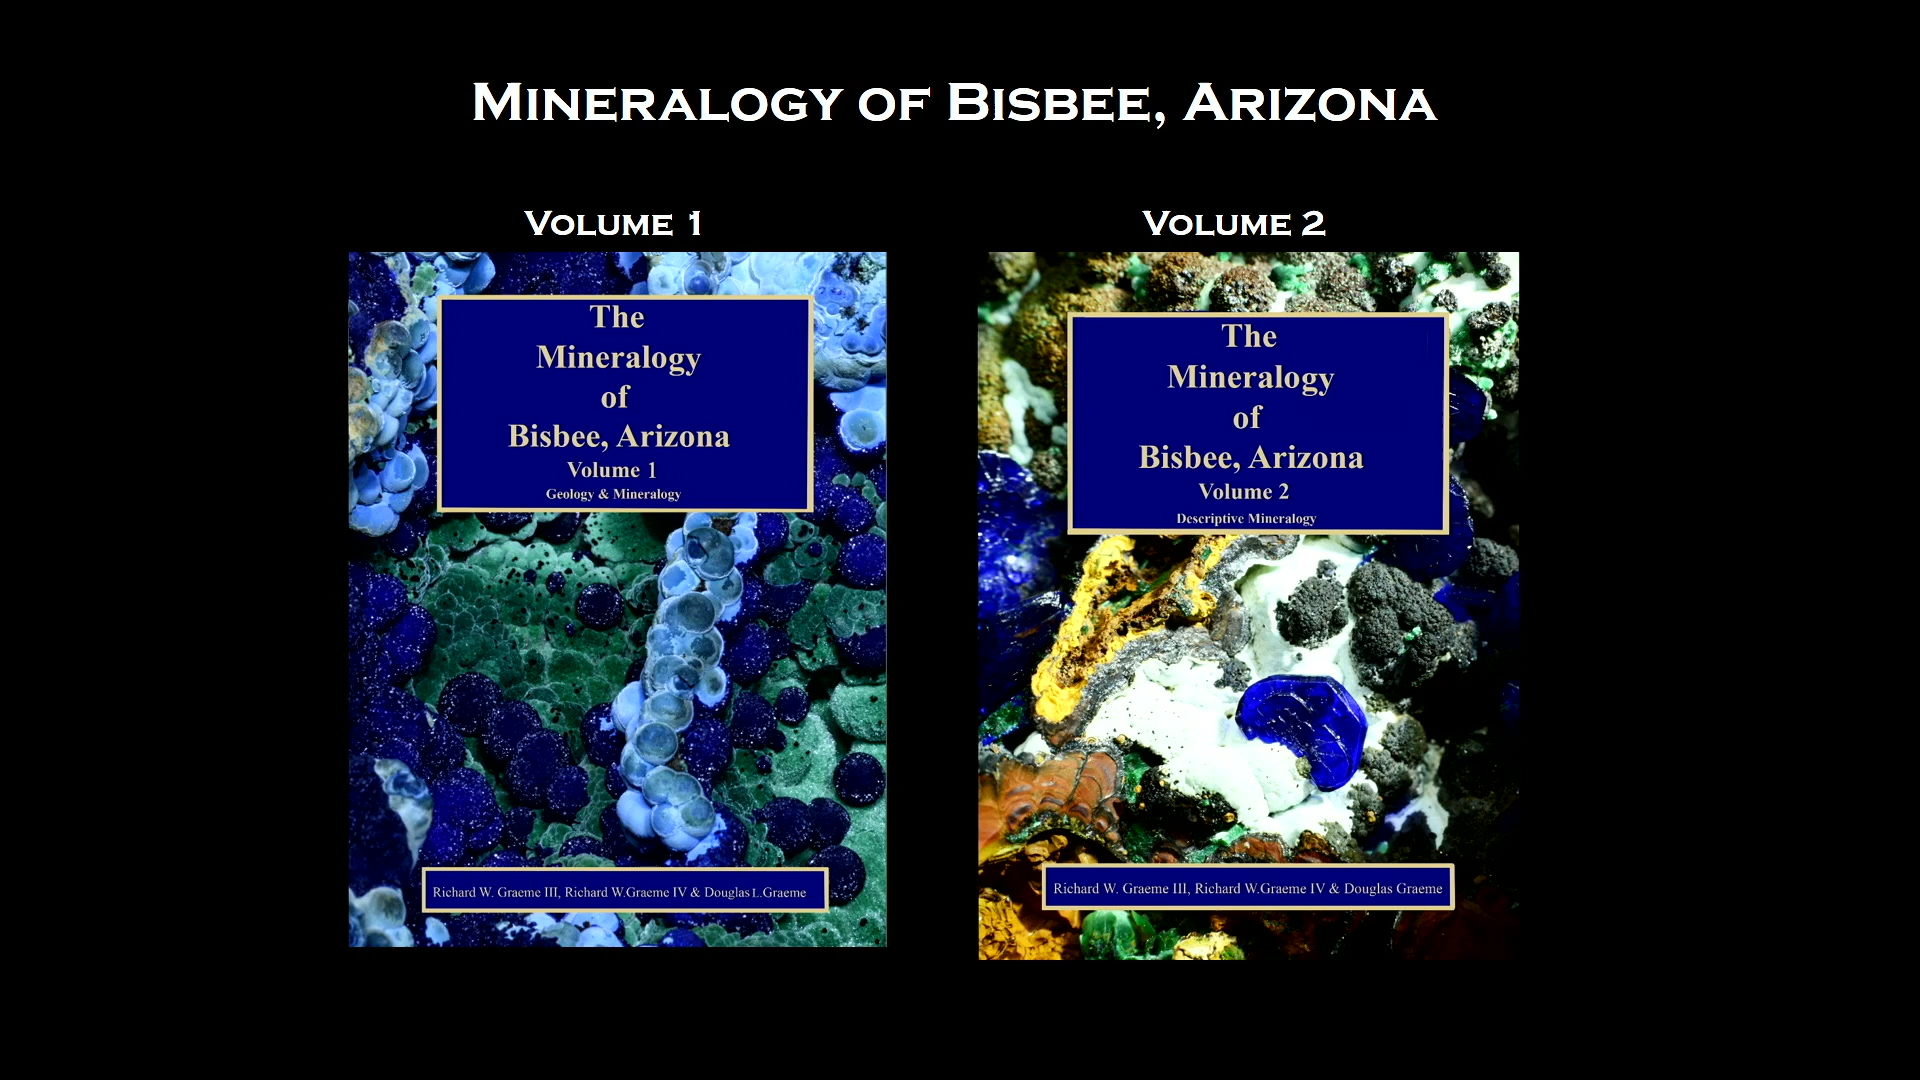 Mineralogy of Bisbee, Arizona
Volume 1
The
Mineralogy
of
Bisbee, Arizona
Volume 1
Geology & Mineralogy
Richard W. Graeme III, Richard W.Graeme IV & Douglas L.Graeme
Volume 2
The
Mineralogy
of
Bisbee, Arizona
Volume 2
Descriptive Mineralogy
Richard W. Graeme III, Richard W.Graeme IV & Douglas Graeme